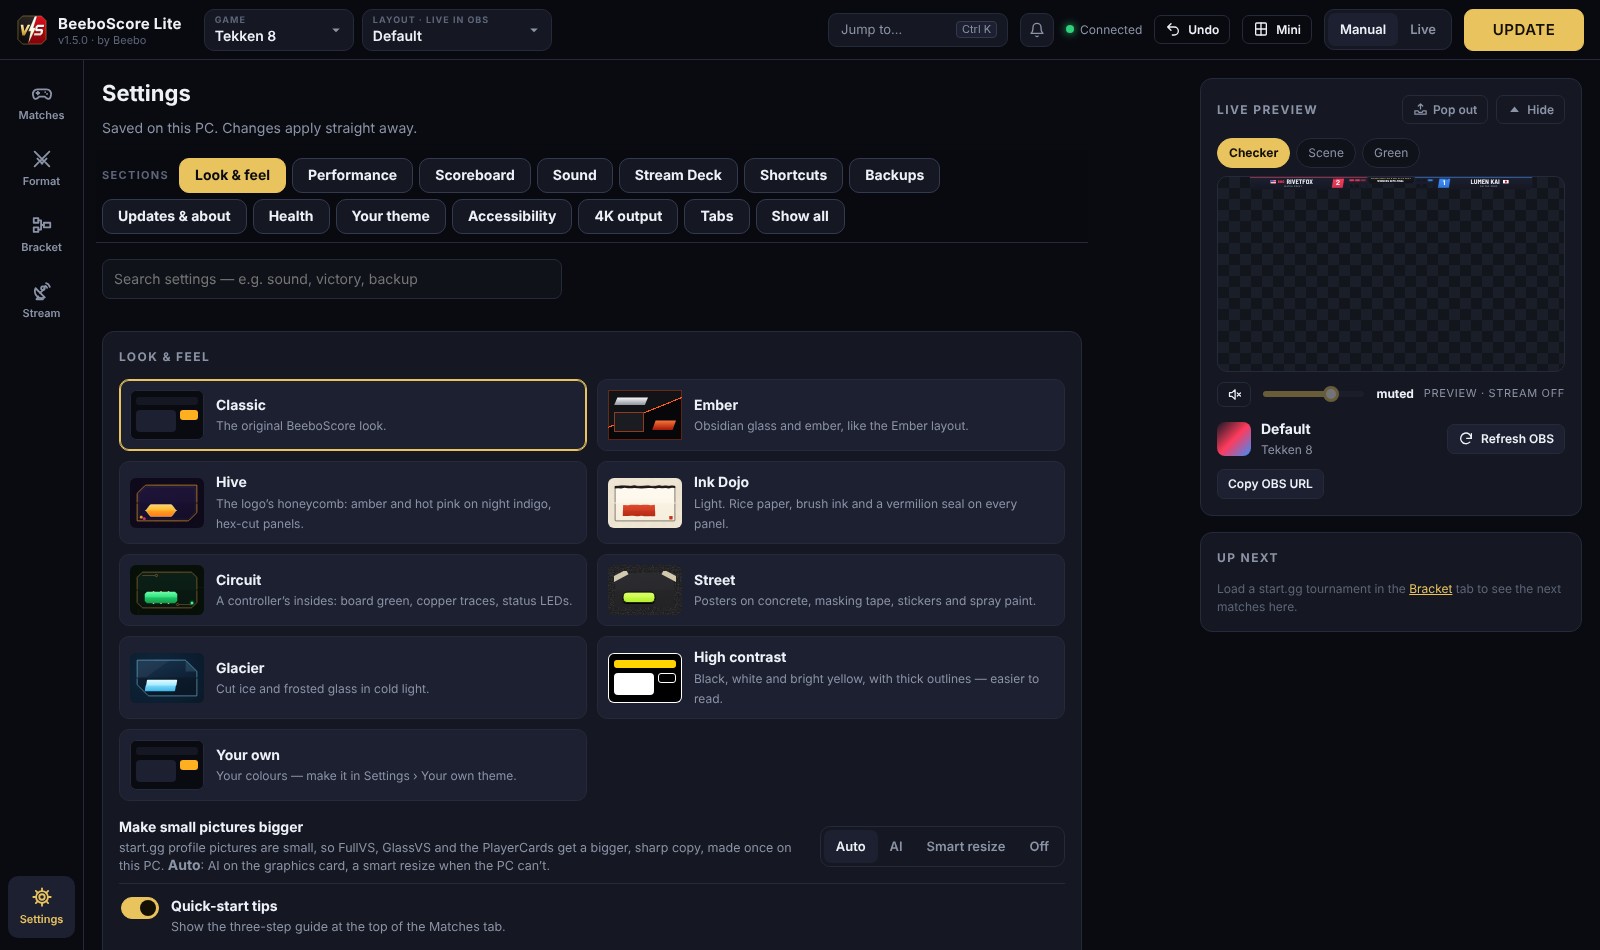 VS
BeeboScore Lite
v1.5.0 · by Beebo
GAME
Tekken 8
LAYOUT · LIVE IN OBS
Default
Jump to...
Ctrl K
Connected
Undo
Mini
Manual
Live
UPDATE
Matches
Format
Bracket
Stream
Settings
Settings
Saved on this PC. Changes apply straight away.
SECTIONS
Look & feel
Performance
Scoreboard
Sound
Stream Deck
Shortcuts
Backups
Updates & about
Health
Your theme
Accessibility
4K output
Tabs
Show all
Search settings — e.g. sound, victory, backup
LOOK & FEEL
Classic
The original BeeboScore look.
Ember
Obsidian glass and ember, like the Ember layout.
Hive
The logo’s honeycomb: amber and hot pink on night indigo,
hex-cut panels.
Ink Dojo
Light. Rice paper, brush ink and a vermilion seal on every
panel.
Circuit
A controller’s insides: board green, copper traces, status LEDs.
Street
Posters on concrete, masking tape, stickers and spray paint.
Glacier
Cut ice and frosted glass in cold light.
High contrast
Black, white and bright yellow, with thick outlines — easier to
read.
Your own
Your colours — make it in Settings › Your own theme.
Make small pictures bigger
start.gg profile pictures are small, so FullVS, GlassVS and the PlayerCards get a bigger, sharp copy, made once on
this PC. Auto: AI on the graphics card, a smart resize when the PC can’t.
Auto
AI
Smart resize
Off
Quick-start tips
Show the three-step guide at the top of the Matches tab.
LIVE PREVIEW
Pop out
Hide
Checker
Scene
Green
RIVETFOX
2
1
LUMEN KAI
muted
PREVIEW · STREAM OFF
Default
Tekken 8
Refresh OBS
Copy OBS URL
UP NEXT
Load a start.gg tournament in the Bracket tab to see the next
matches here.